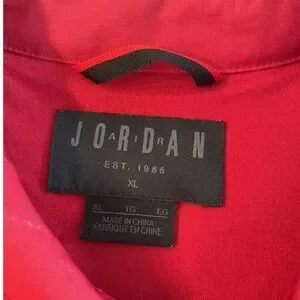 JORDAN
AIR
EST. 1985
XL
XL TG EG
MADE IN CHINA
FABRIQUÉ EN CHINE